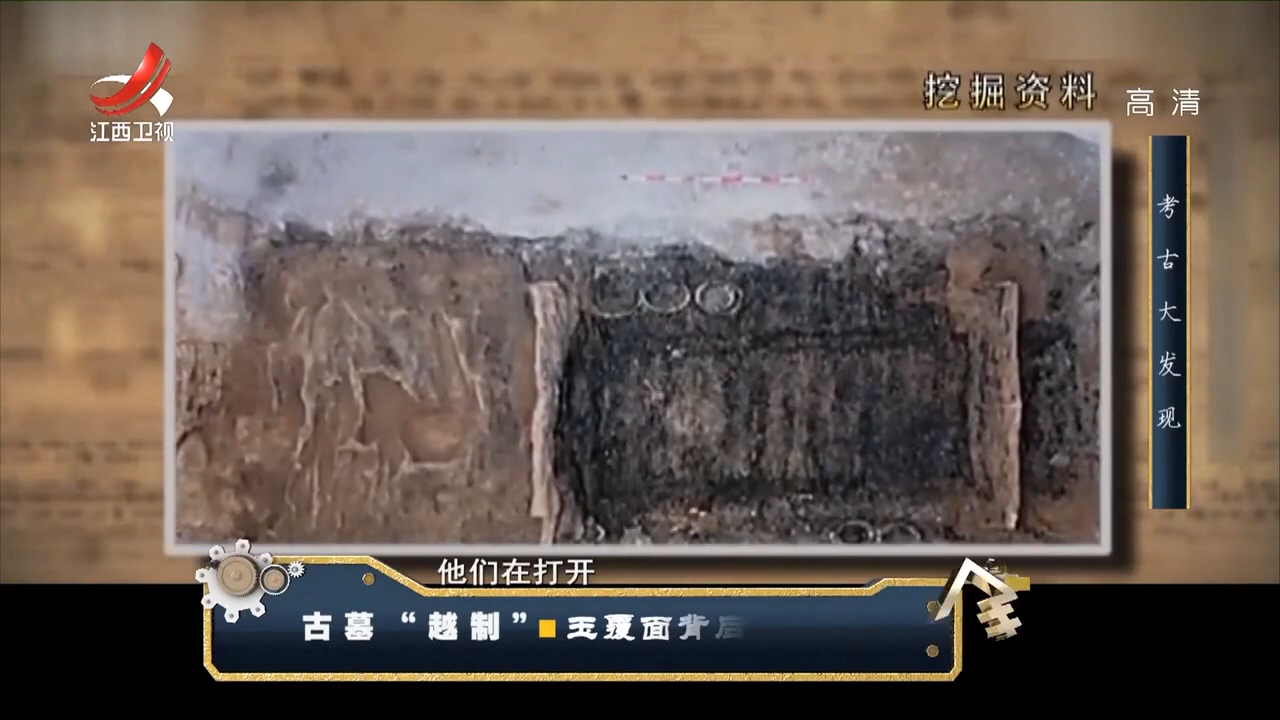 挖掘资料
高清
江西卫视
考古大发现
他们在打开
古墓“越制”■玉覆面背后